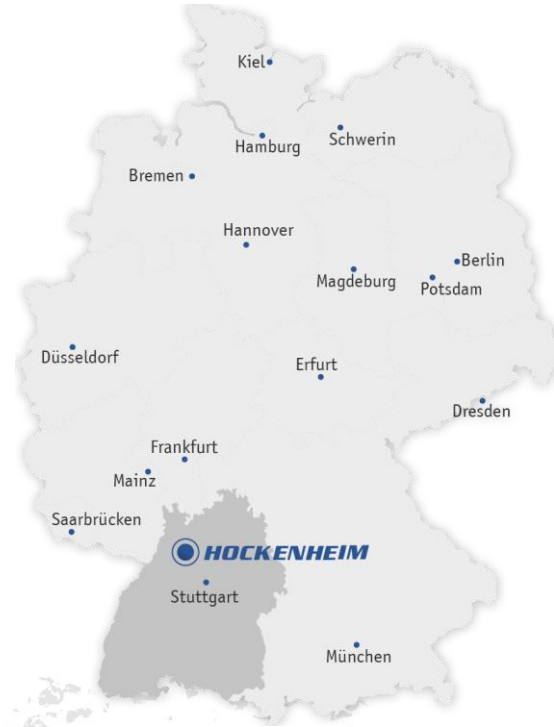 Kiel
Schwerin
Hamburg
Bremen
Hannover
Berlin
Magdeburg
Potsdam
Düsseldorf
Erfurt
Dresden
Frankfurt
Mainz
Saarbrücken
HOCKENHEIM
Stuttgart
München